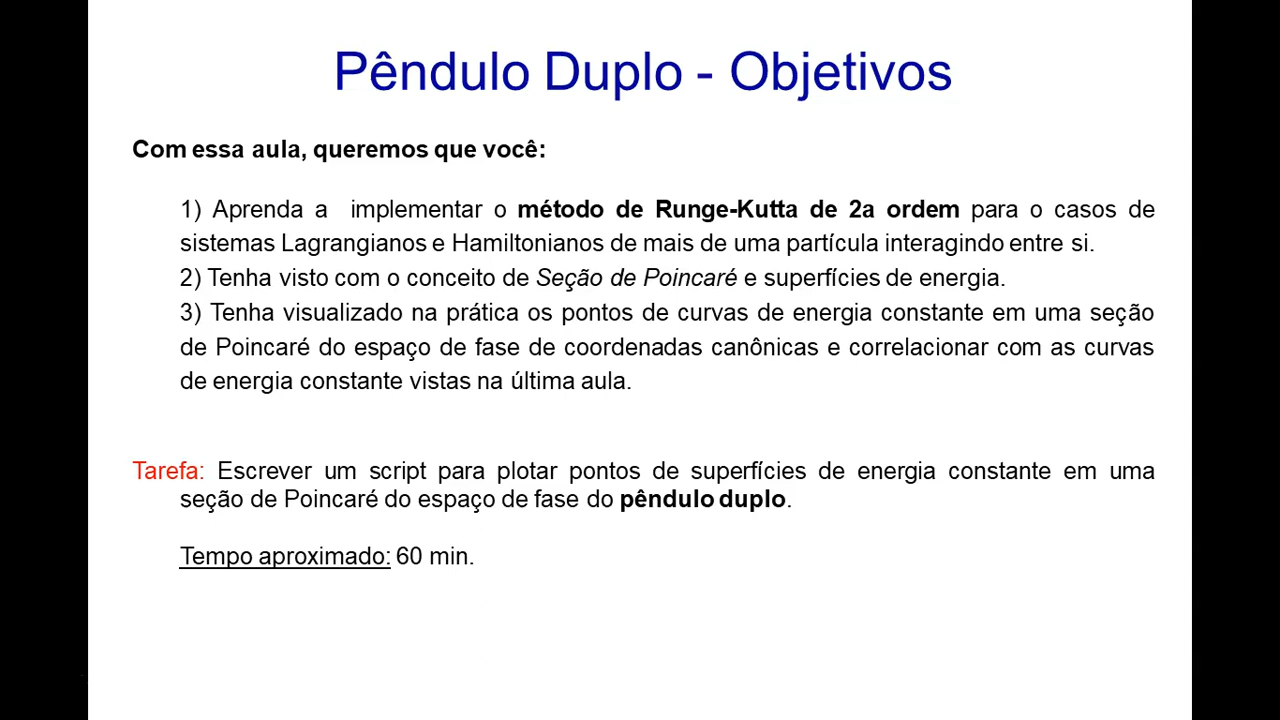 Pêndulo Duplo - Objetivos
Com essa aula, queremos que você:
1) Aprenda a implementar o método de Runge-Kutta de 2a ordem para o casos de
sistemas Lagrangianos e Hamiltonianos de mais de uma partícula interagindo entre si.
2) Tenha visto com o conceito de Seção de Poincaré e superfícies de energia.
3) Tenha visualizado na prática os pontos de curvas de energia constante em uma seção
de Poincaré do espaço de fase de coordenadas canônicas e correlacionar com as curvas
de energia constante vistas na última aula.
Tarefa: Escrever um script para plotar pontos de superfícies de energia constante em uma
seção de Poincaré do espaço de fase do pêndulo duplo.
Tempo aproximado: 60 min.